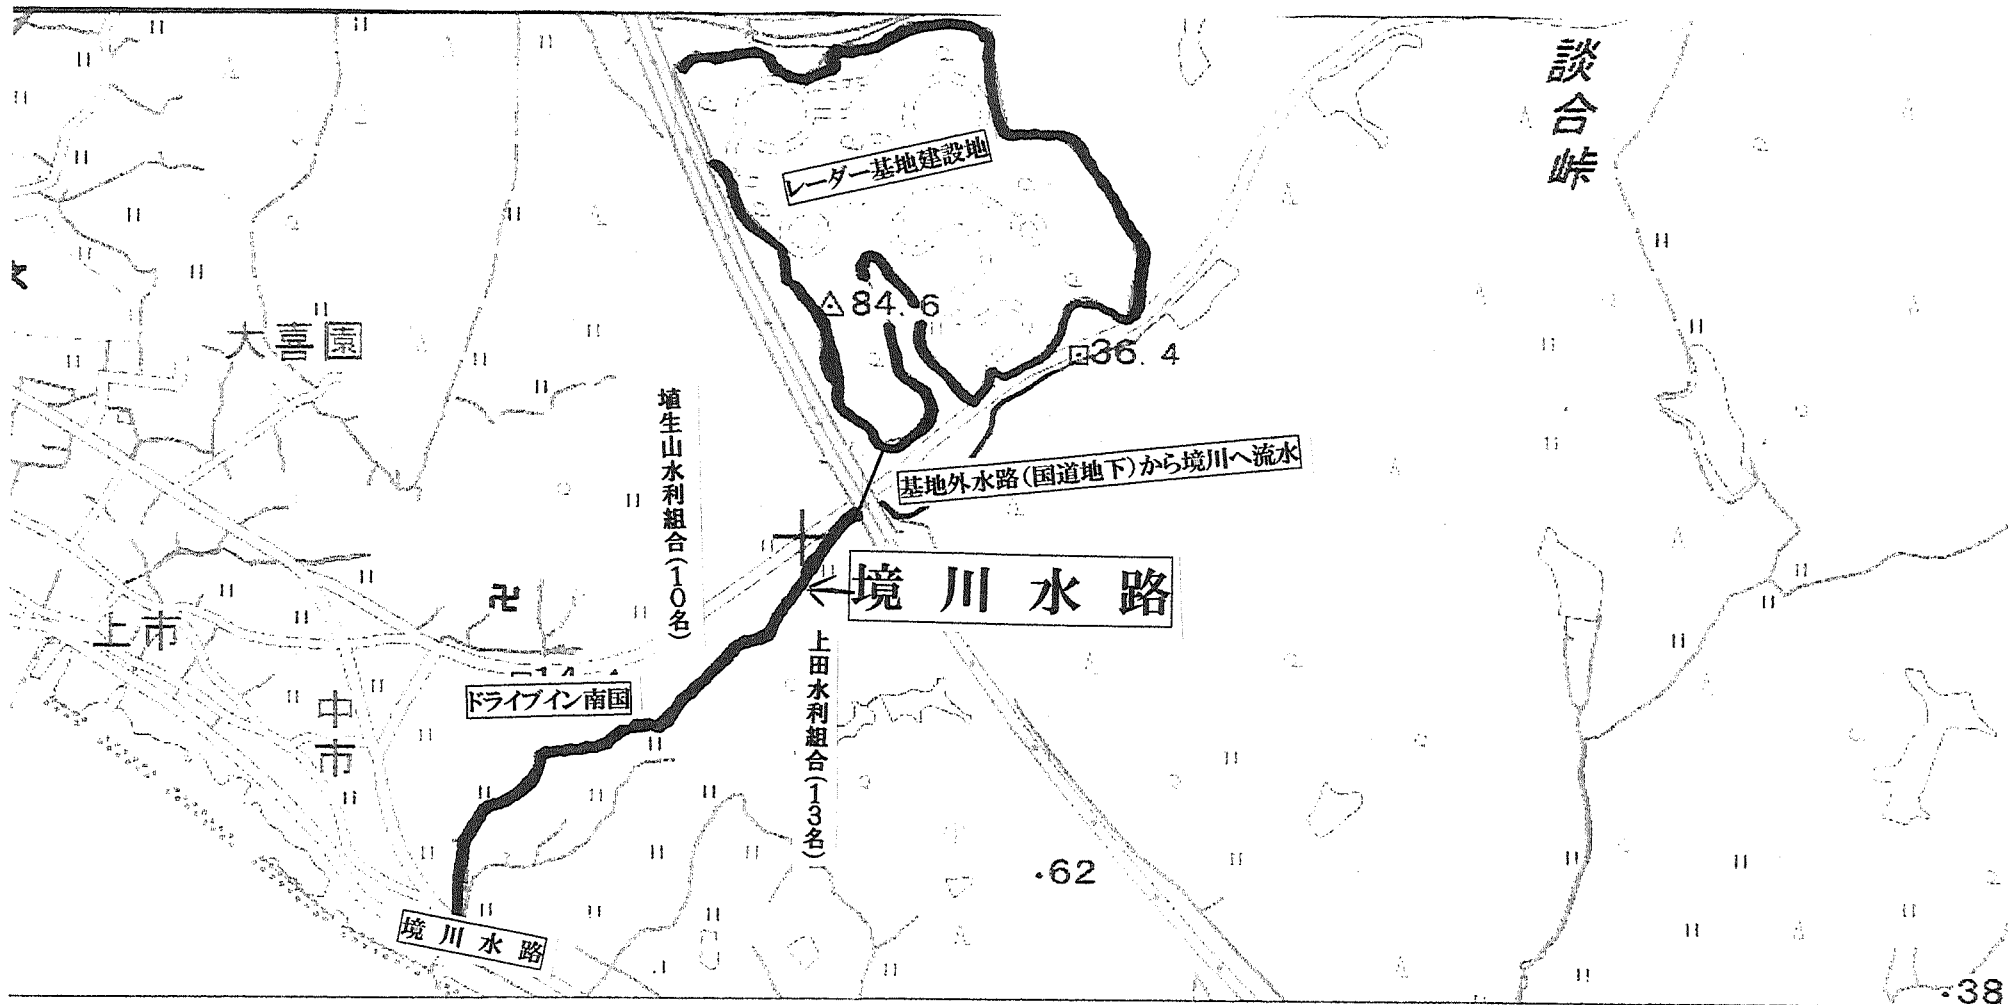 談合峠
レーダー基地建設地
84.6
大喜園
36.4
埴生山水利組合(10名)
基地外水路(国道地下)から境川へ流水
境川水路
卍
上市
上田水利組合(13名)
ドライブイン南国
中市
・62
境川水路
・38